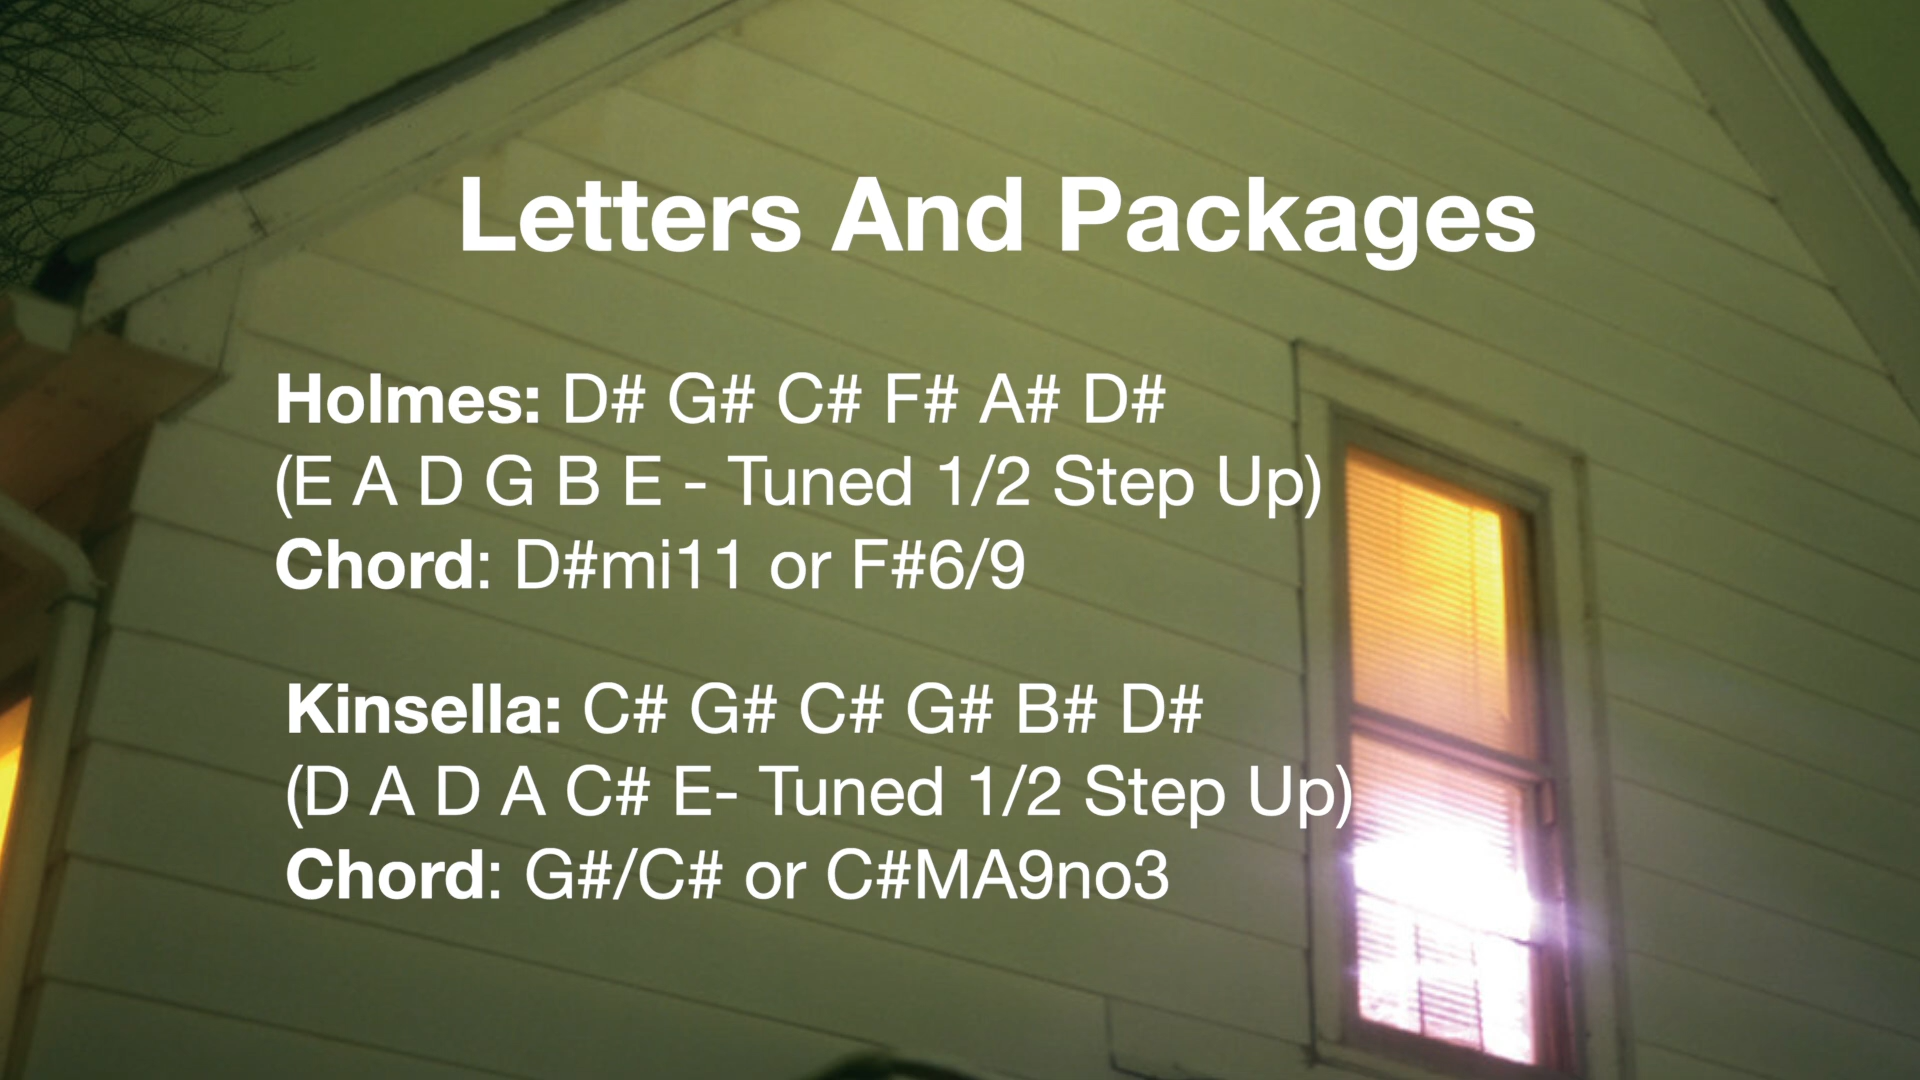 Letters And Packages
Holmes: D# G# C# F# A# D#
(E A D G B E - Tuned 1/2 Step Up)
Chord: D#mi11 or F#6/9
Kinsella: C# G# C# G# B# D#
(D A D A C# E- Tuned 1/2 Step Up)
Chord: G#/C# or C#MA9no3